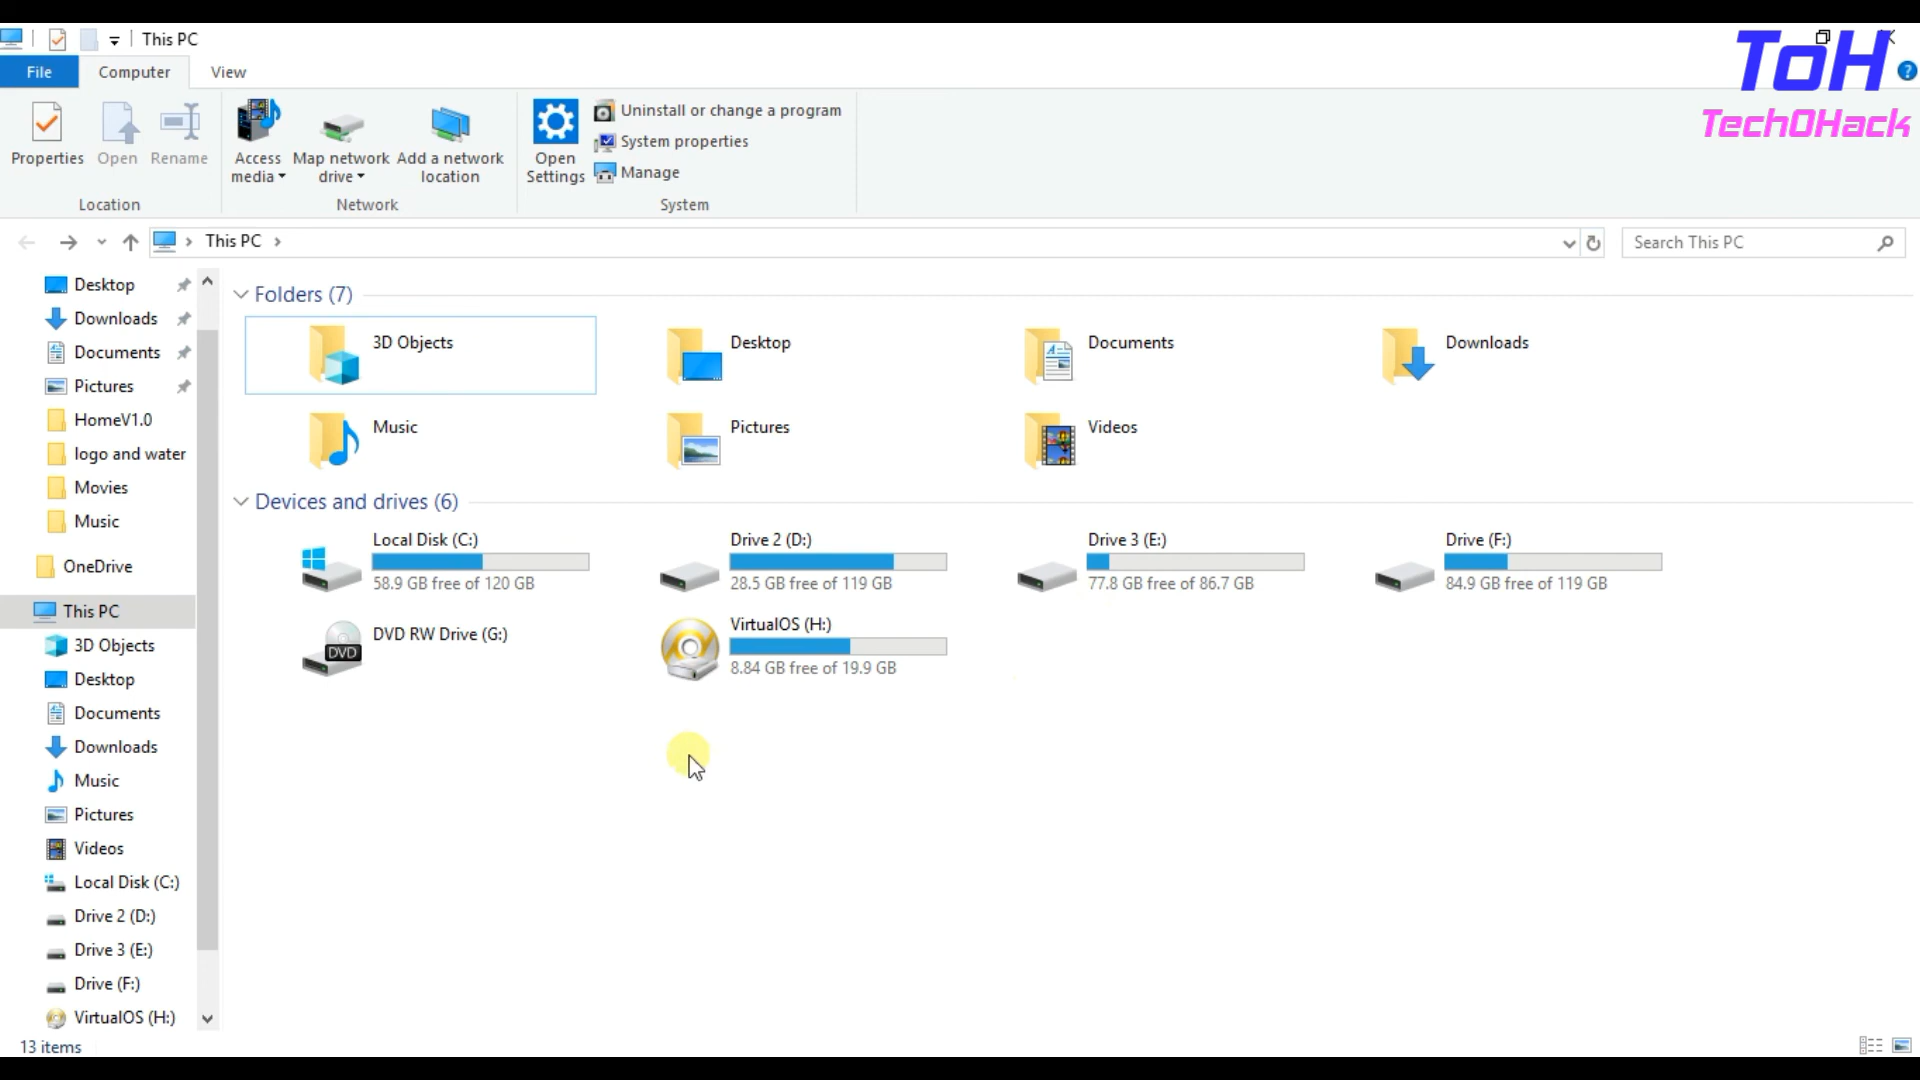 This PC
ToH
File Computer View
TechOHack
Properties Open Rename Access media Map network drive Add a network location Open Settings
Uninstall or change a program
System properties
Manage
Location Network System
This PC
Search This PC
Desktop
Downloads
Documents
Pictures
HomeV1.0
logo and water
Movies
Music
OneDrive
This PC
3D Objects
Desktop
Documents
Downloads
Music
Pictures
Videos
Local Disk (C:)
Drive 2 (D:)
Drive 3 (E:)
Drive (F:)
VirtualOS (H:)
Folders (7)
3D Objects Desktop Documents Downloads
Music Pictures Videos
Devices and drives (6)
Local Disk (C:) Drive 2 (D:) Drive 3 (E:) Drive (F:)
58.9 GB free of 120 GB 28.5 GB free of 119 GB 77.8 GB free of 86.7 GB 84.9 GB free of 119 GB
DVD RW Drive (G:) VirtualOS (H:)
DVD
8.84 GB free of 19.9 GB
13 items